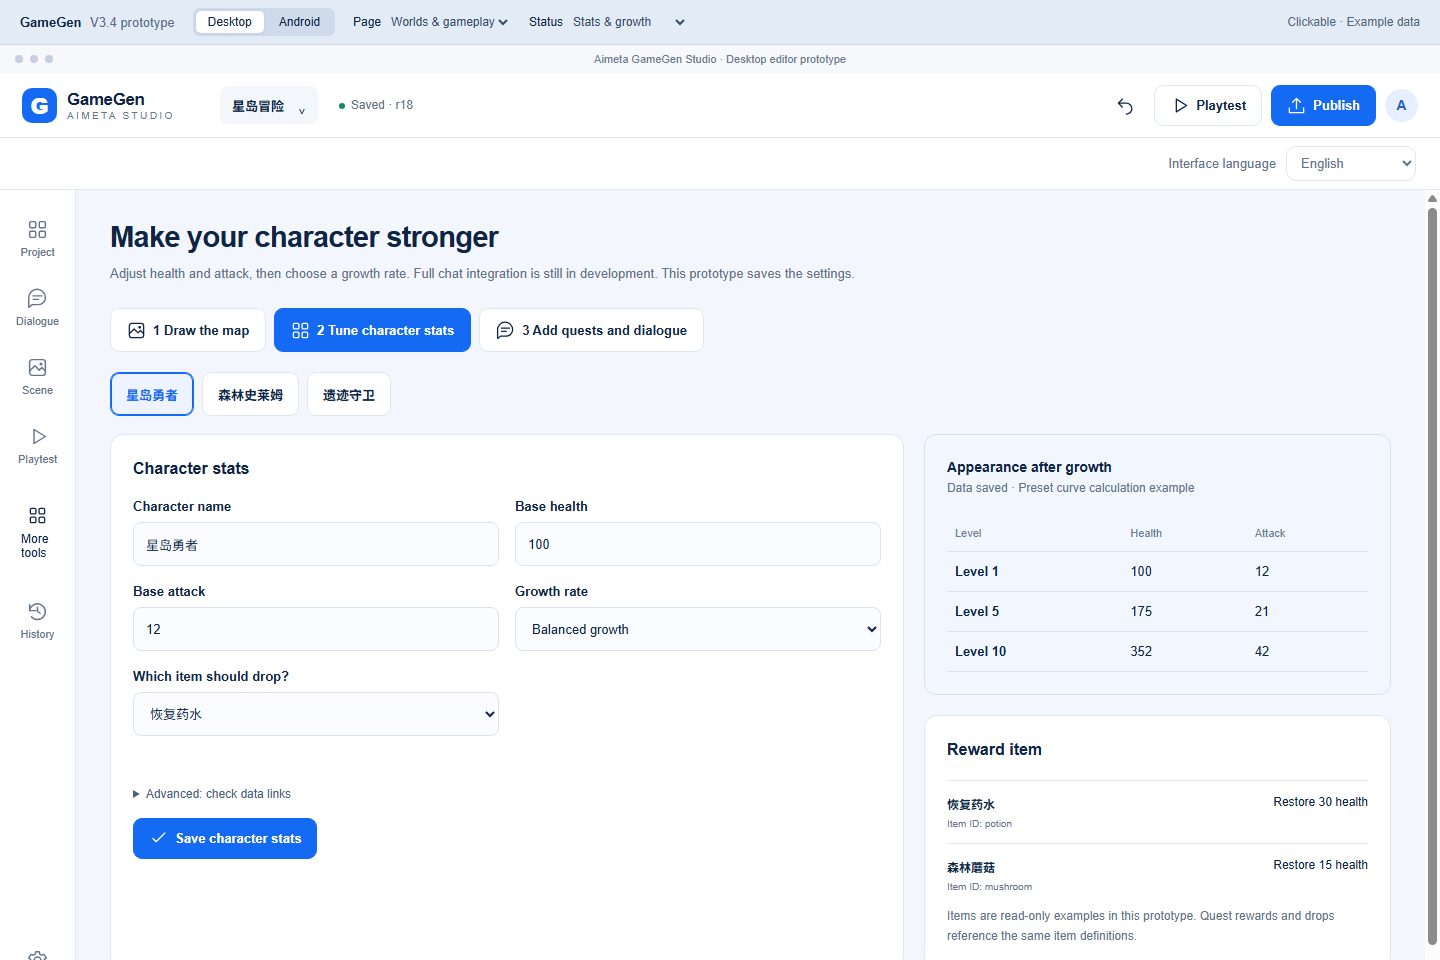 GameGen V3.4 prototype Desktop Android Page Worlds & gameplay Status Stats & growth Clickable · Example data
Aimeta GameGen Studio · Desktop editor prototype
G GameGen
AIMETA STUDIO
星岛冒险
Saved · r18
Playtest
Publish
A
Interface language English
Project
Dialogue
Scene
Playtest
More
tools
History
Make your character stronger
Adjust health and attack, then choose a growth rate. Full chat integration is still in development. This prototype saves the settings.
1 Draw the map
2 Tune character stats
3 Add quests and dialogue
星岛勇者
森林史莱姆
遗迹守卫
Character stats
Character name
星岛勇者
Base health
100
Base attack
12
Growth rate
Balanced growth
Which item should drop?
恢复药水
Advanced: check data links
Save character stats
Appearance after growth
Data saved · Preset curve calculation example
Level Health Attack
Level 1 100 12
Level 5 175 21
Level 10 352 42
Reward item
恢复药水 Restore 30 health
Item ID: potion
森林蘑菇 Restore 15 health
Item ID: mushroom
Items are read-only examples in this prototype. Quest rewards and drops
reference the same item definitions.